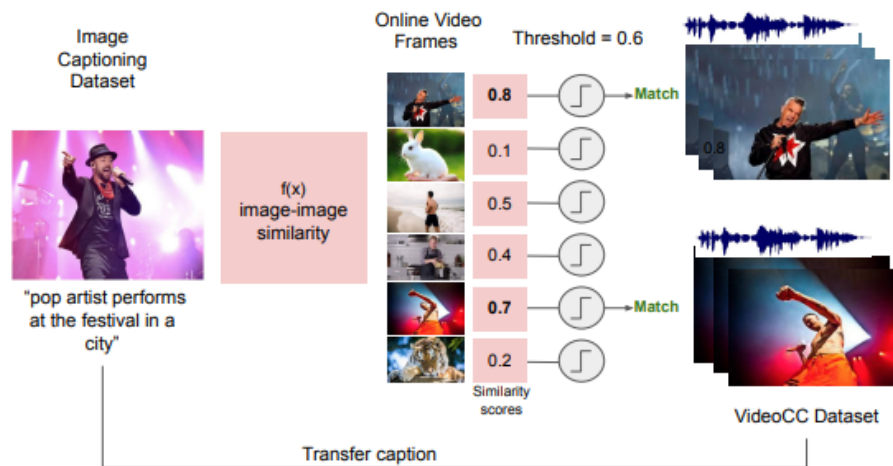 Image
Captioning
Dataset
Online Video
Frames
Threshold = 0.6
f(x)
image-image
similarity
0.8
Match
0.1
0.5
0.4
0.7
Match
0.2
Similarity
scores
0.8
"pop artist performs
at the festival in a
city"
VideoCC Dataset
Transfer caption